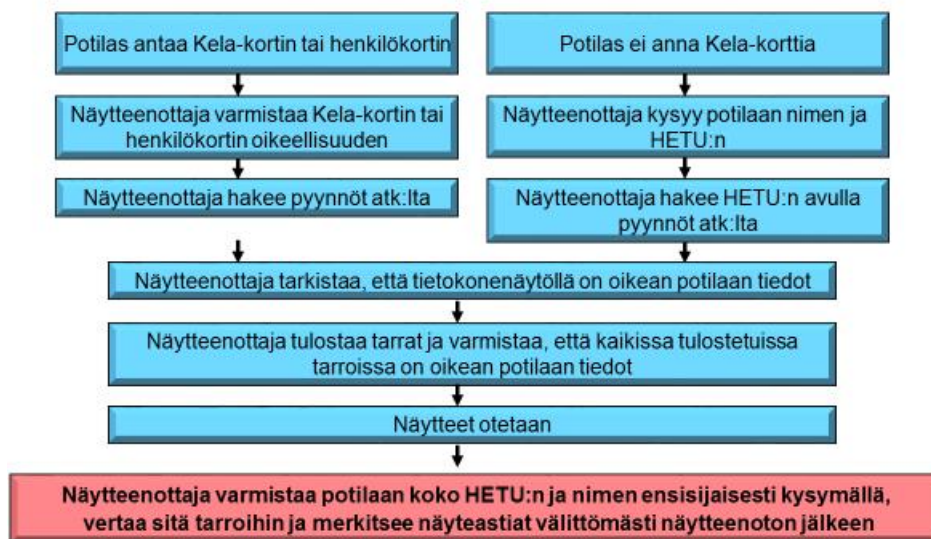 Potilas antaa Kela-kortin tai henkilökortin
Näytteenottaja varmistaa Kela-kortin tai
henkilökortin oikeellisuuden
Näytteenottaja hakee pyynnöt atk:lta
Potilas ei anna Kela-korttia
Näytteenottaja kysyy potilaan nimen ja
HETU:n
Näytteenottaja hakee HETU:n avulla
pyynnöt atk:lta
Näytteenottaja tarkistaa, että tietokonenäytöllä on oikean potilaan tiedot
Näytteenottaja tulostaa tarrat ja varmistaa, että kaikissa tulostetuissa
tarroissa on oikean potilaan tiedot
Näytteet otetaan
Näytteenottaja varmistaa potilaan koko HETU:n ja nimen ensisijaisesti kysymällä,
vertaa sitä tarroihin ja merkitsee näyteastiat välittömästi näytteenoton jälkeen